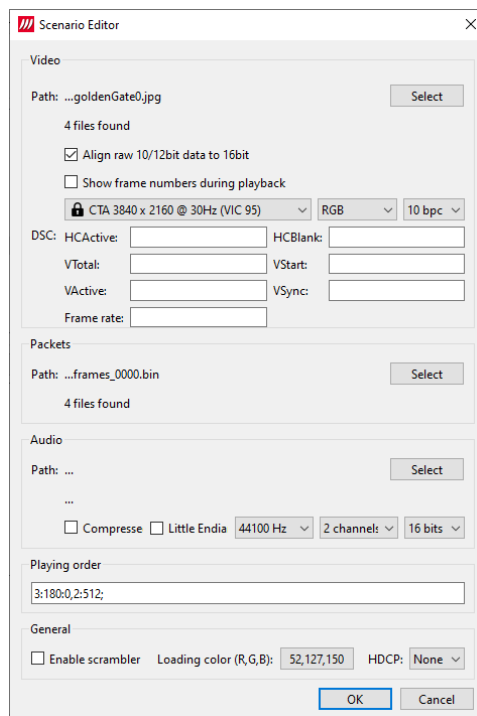 Scenario Editor
Video
Path: ...goldenGate0.jpg Select
4 files found
Align raw 10/12bit data to 16bit
Show frame numbers during playback
CTA 3840 x 2160 @ 30Hz (VIC 95) RGB 10 bpc
DSC: HCActive: HCBlank:
VTotal: VStart:
VActive: VSync:
Frame rate:
Packets
Path: ...frames_0000.bin Select
4 files found
Audio
Path: ... Select
...
Compresse Little Endia 44100 Hz 2 channels 16 bits
Playing order
3:180:0,2:512;
General
Enable scrambler Loading color (R,G,B): 52,127,150 HDCP: None
OK Cancel